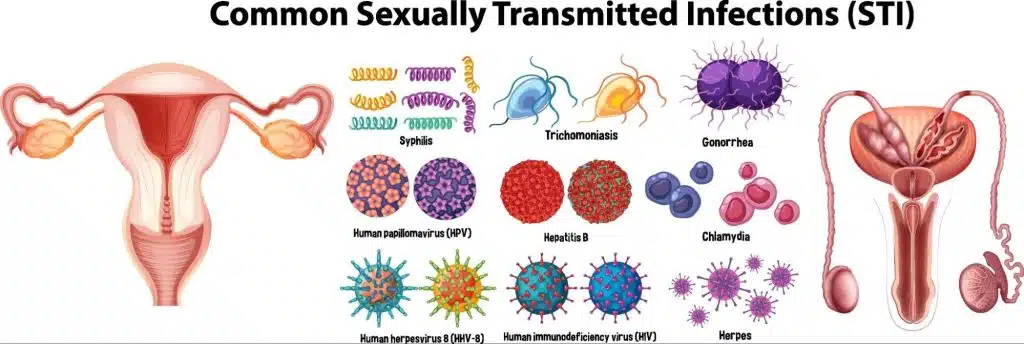 Common Sexually Transmitted Infections (STI)
Syphilis
Trichomoniasis
Gonorrhea
Human papillomavirus (HPV)
Hepatitis B
Chlamydia
Human herpesvirus 8 (HHV-8)
Human immunodeficiency virus (HIV)
Herpes